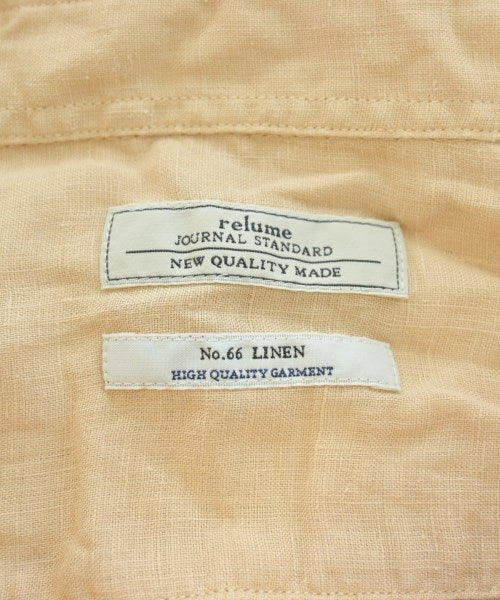 relume
JOURNAL STANDARD
NEW QUALITY MADE
No.66 LINEN
HIGH QUALITY GARMENT